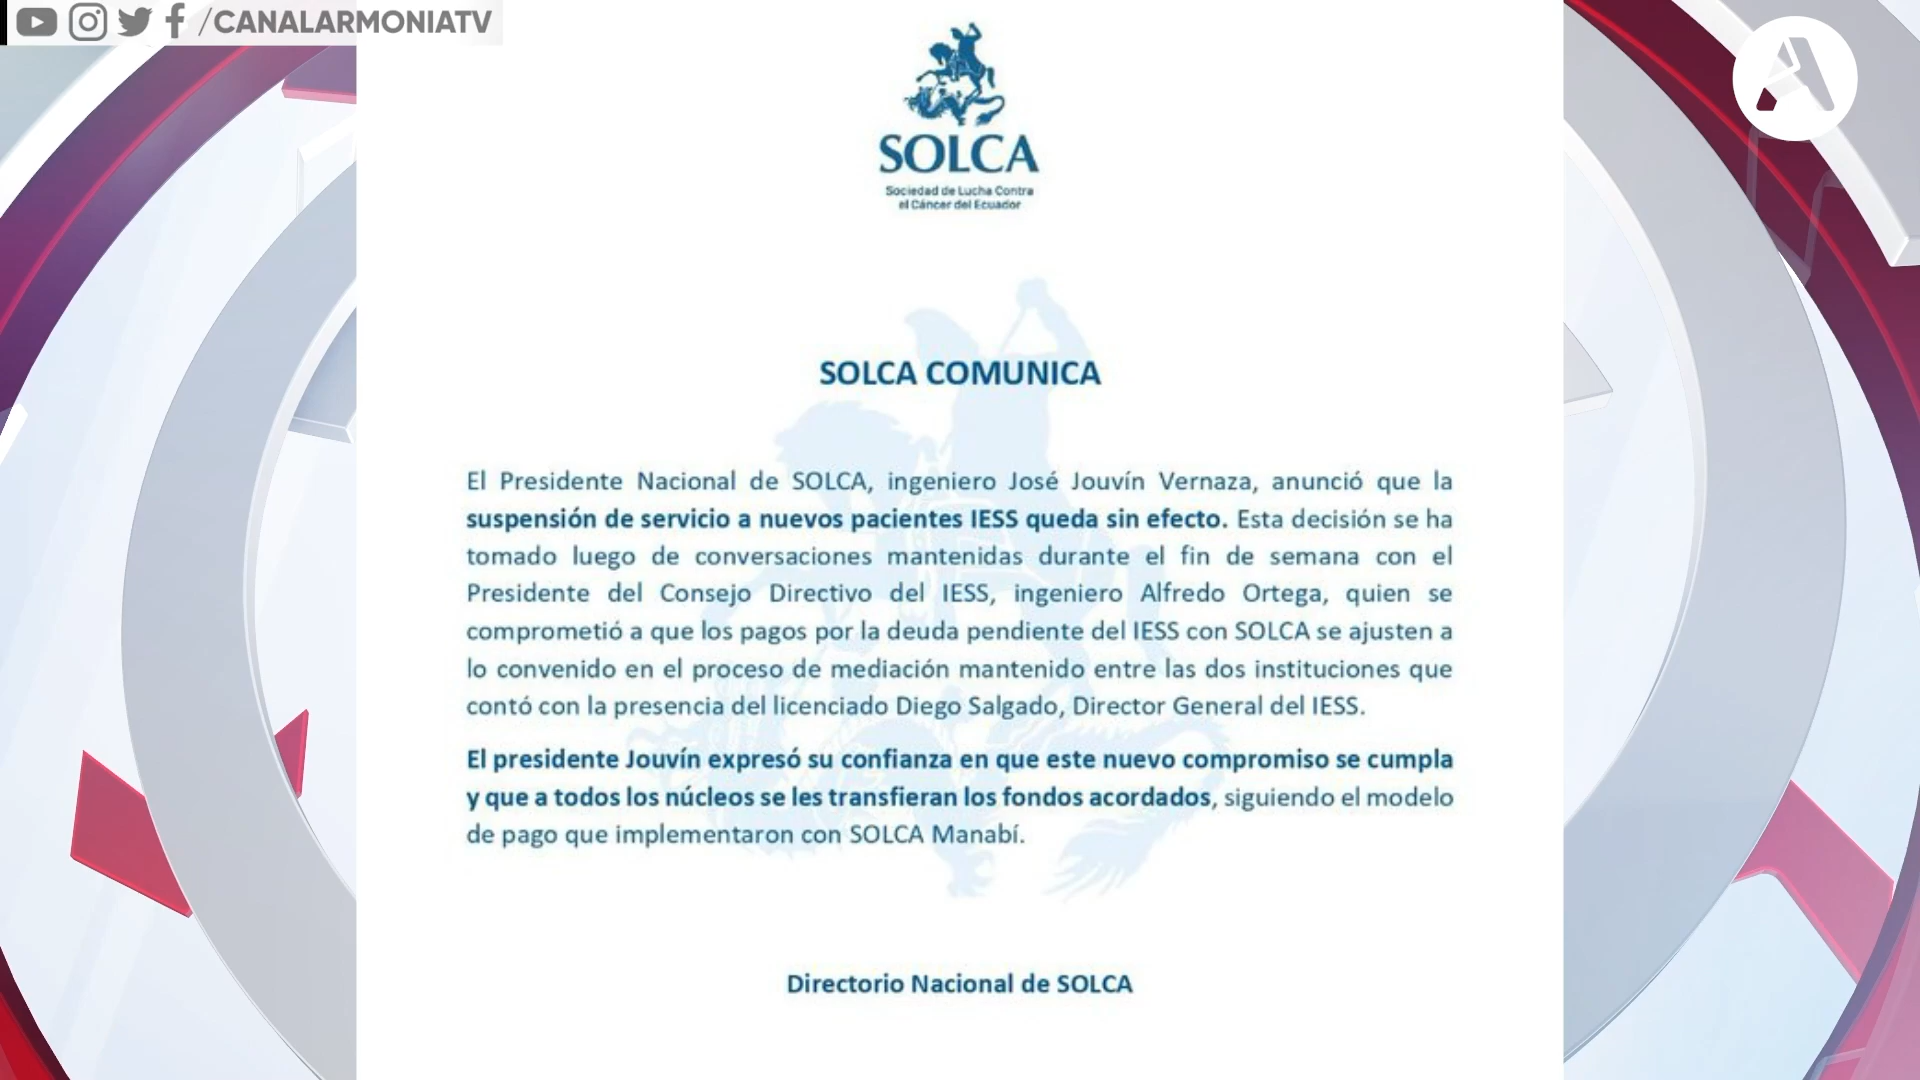 /CANALARMONIATV
SOLCA
Sociedad de Lucha Contra
el Cáncer del Ecuador
SOLCA COMUNICA
El Presidente Nacional de SOLCA, ingeniero José Jouvín Vernaza, anunció que la
suspensión de servicio a nuevos pacientes IESS queda sin efecto. Esta decisión se ha
tomado luego de conversaciones mantenidas durante el fin de semana con el
Presidente del Consejo Directivo del IESS, ingeniero Alfredo Ortega, quien se
comprometió a que los pagos por la deuda pendiente del IESS con SOLCA se ajusten a
lo convenido en el proceso de mediación mantenido entre las dos instituciones que
contó con la presencia del licenciado Diego Salgado, Director General del IESS.
El presidente Jouvín expresó su confianza en que este nuevo compromiso se cumpla
y que a todos los núcleos se les transfieran los fondos acordados, siguiendo el modelo
de pago que implementaron con SOLCA Manabí.
Directorio Nacional de SOLCA